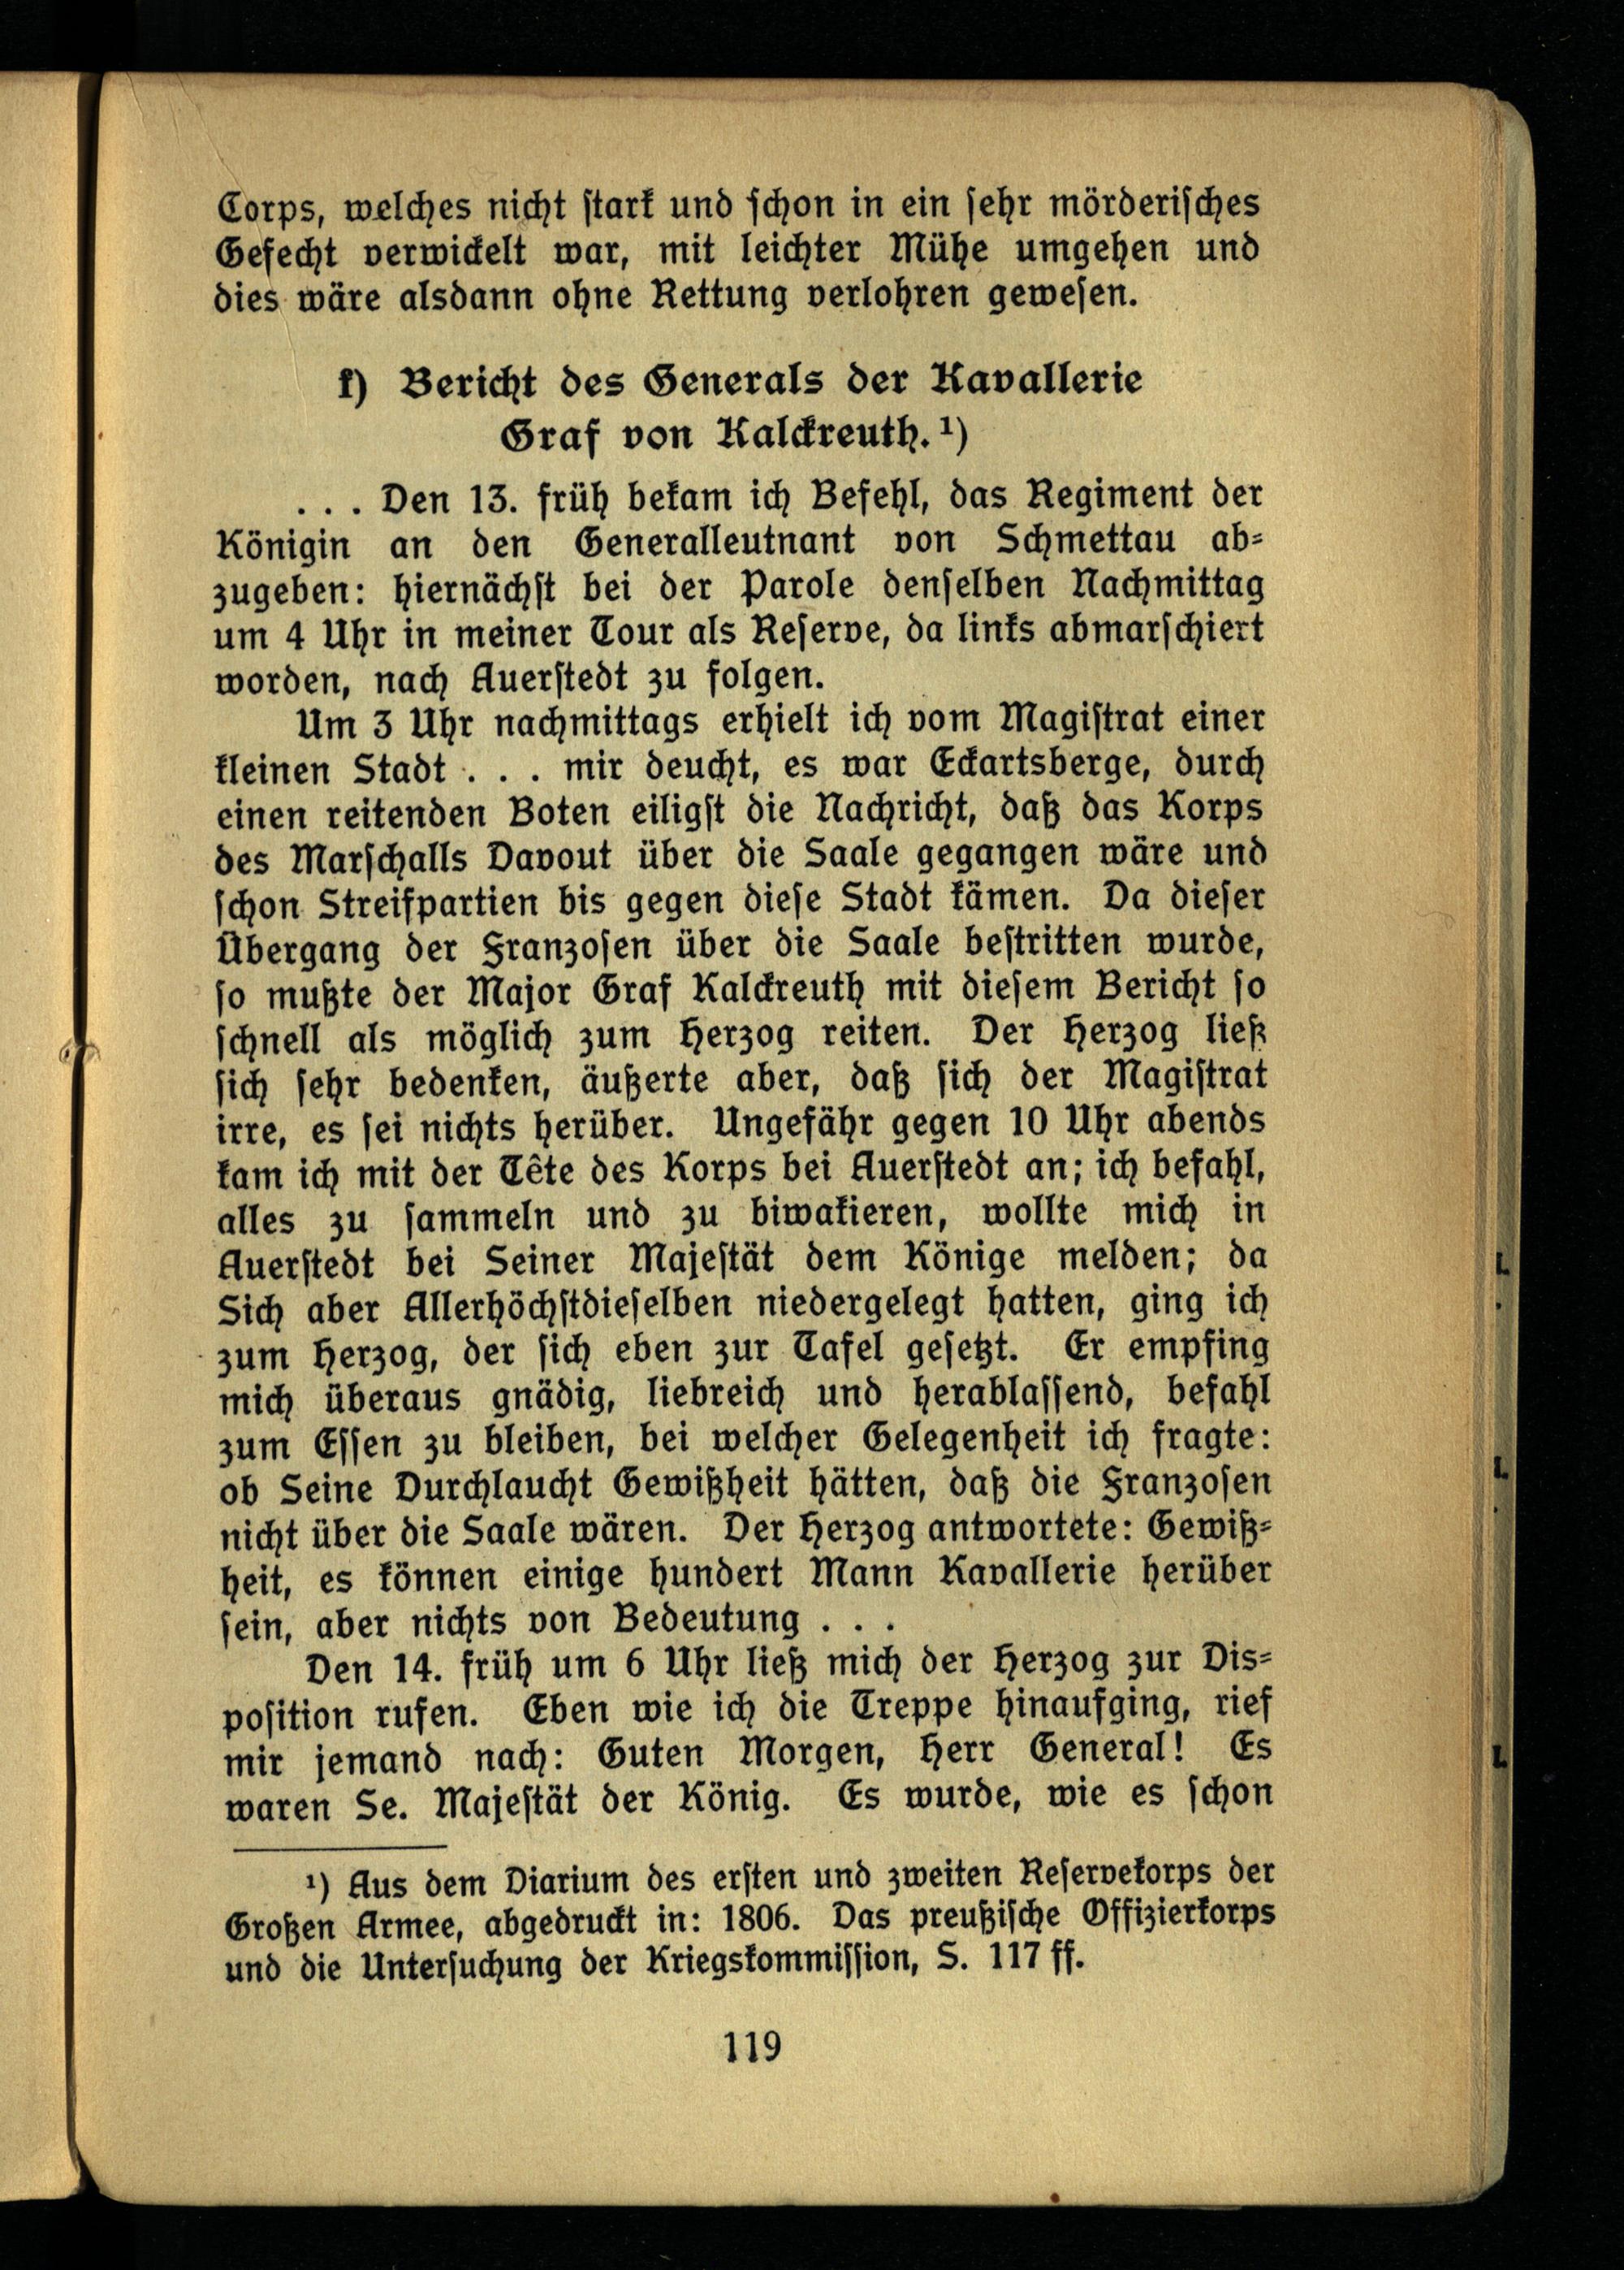 Corps, welches nicht stark und schon in ein sehr mörderisches
Gefecht verwickelt war, mit leichter Mühe umgehen und
dies wäre alsdann ohne Rettung verlohren gewesen.
k) Bericht des Generals der Kavallerie
Graf von Kalckreuth.¹)
. . . Den 13. früh bekam ich Befehl, das Regiment der
Königin an den Generalleutnant von Schmettau ab-
zugeben: hiernächst bei der Parole denselben Nachmittag
um 4 Uhr in meiner Tour als Reserve, da links abmarschiert
worden, nach Auerstedt zu folgen.
Um 3 Uhr nachmittags erhielt ich vom Magistrat einer
kleinen Stadt . . . mir deucht, es war Eckartsberge, durch
einen reitenden Boten eiligst die Nachricht, daß das Korps
des Marschalls Davout über die Saale gegangen wäre und
schon Streifpartien bis gegen diese Stadt kämen. Da dieser
Übergang der Franzosen über die Saale bestritten wurde,
so mußte der Major Graf Kalckreuth mit diesem Bericht so
schnell als möglich zum Herzog reiten. Der Herzog ließ
sich sehr bedenken, äußerte aber, daß sich der Magistrat
irre, es sei nichts herüber. Ungefähr gegen 10 Uhr abends
kam ich mit der Tête des Korps bei Auerstedt an; ich befahl,
alles zu sammeln und zu biwakieren, wollte mich in
Auerstedt bei Seiner Majestät dem Könige melden; da
Sich aber Allerhöchstdieselben niedergelegt hatten, ging ich
zum Herzog, der sich eben zur Tafel gesetzt. Er empfing
mich überaus gnädig, liebreich und herablassend, befahl
zum Essen zu bleiben, bei welcher Gelegenheit ich fragte:
ob Seine Durchlaucht Gewißheit hätten, daß die Franzosen
nicht über die Saale wären. Der Herzog antwortete: Gewiß-
heit, es können einige hundert Mann Kavallerie herüber
sein, aber nichts von Bedeutung . . .
Den 14. früh um 6 Uhr ließ mich der Herzog zur Dis-
position rufen. Eben wie ich die Treppe hinaufging, rief
mir jemand nach: Guten Morgen, Herr General! Es
waren Se. Majestät der König. Es wurde, wie es schon
¹) Aus dem Diarium des ersten und zweiten Reservekorps der
Großen Armee, abgedruckt in: 1806. Das preußische Offizierkorps
und die Untersuchung der Kriegskommission, S. 117 ff.
119